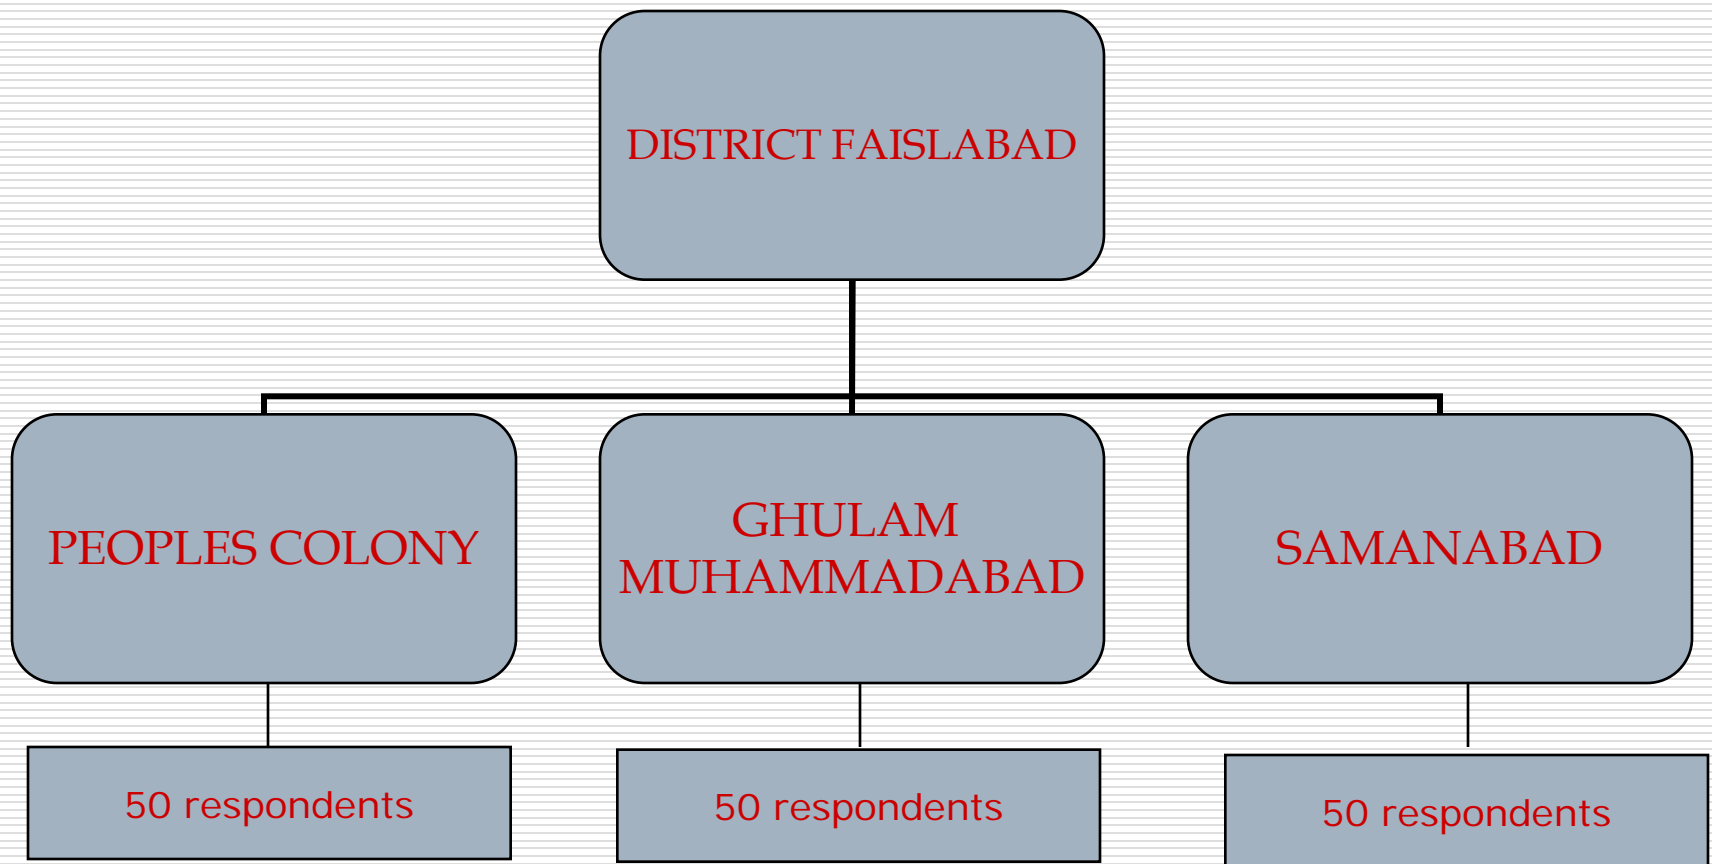 DISTRICT FAISLABAD
PEOPLES COLONY
GHULAM
MUHAMMADABAD
SAMANABAD
50 respondents
50 respondents
50 respondents